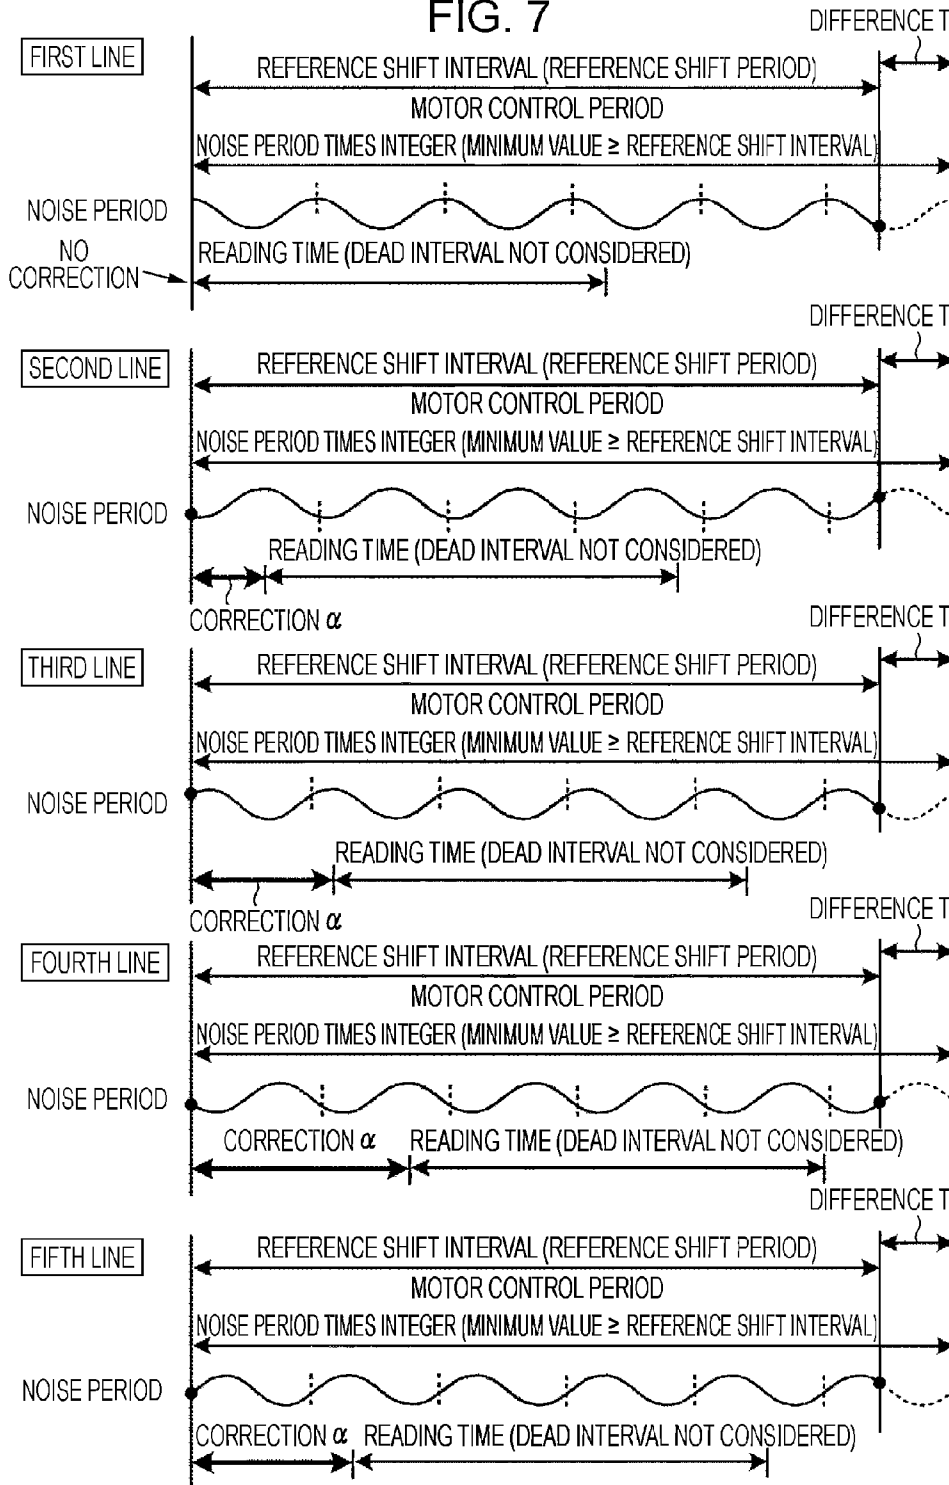 FIG. 7
DIFFERENCE T
FIRST LINE
REFERENCE SHIFT INTERVAL (REFERENCE SHIFT PERIOD)
MOTOR CONTROL PERIOD
NOISE PERIOD TIMES INTEGER (MINIMUM VALUE ≥ REFERENCE SHIFT INTERVAL)
NOISE PERIOD
NO
CORRECTION
READING TIME (DEAD INTERVAL NOT CONSIDERED)
DIFFERENCE T
SECOND LINE
REFERENCE SHIFT INTERVAL (REFERENCE SHIFT PERIOD)
MOTOR CONTROL PERIOD
NOISE PERIOD TIMES INTEGER (MINIMUM VALUE ≥ REFERENCE SHIFT INTERVAL)
NOISE PERIOD
READING TIME (DEAD INTERVAL NOT CONSIDERED)
CORRECTION α
DIFFERENCE T
THIRD LINE
REFERENCE SHIFT INTERVAL (REFERENCE SHIFT PERIOD)
MOTOR CONTROL PERIOD
NOISE PERIOD TIMES INTEGER (MINIMUM VALUE ≥ REFERENCE SHIFT INTERVAL)
NOISE PERIOD
READING TIME (DEAD INTERVAL NOT CONSIDERED)
CORRECTION α
DIFFERENCE T
FOURTH LINE
REFERENCE SHIFT INTERVAL (REFERENCE SHIFT PERIOD)
MOTOR CONTROL PERIOD
NOISE PERIOD TIMES INTEGER (MINIMUM VALUE ≥ REFERENCE SHIFT INTERVAL)
NOISE PERIOD
CORRECTION α
READING TIME (DEAD INTERVAL NOT CONSIDERED)
DIFFERENCE T
FIFTH LINE
REFERENCE SHIFT INTERVAL (REFERENCE SHIFT PERIOD)
MOTOR CONTROL PERIOD
NOISE PERIOD TIMES INTEGER (MINIMUM VALUE ≥ REFERENCE SHIFT INTERVAL)
NOISE PERIOD
CORRECTION α
READING TIME (DEAD INTERVAL NOT CONSIDERED)